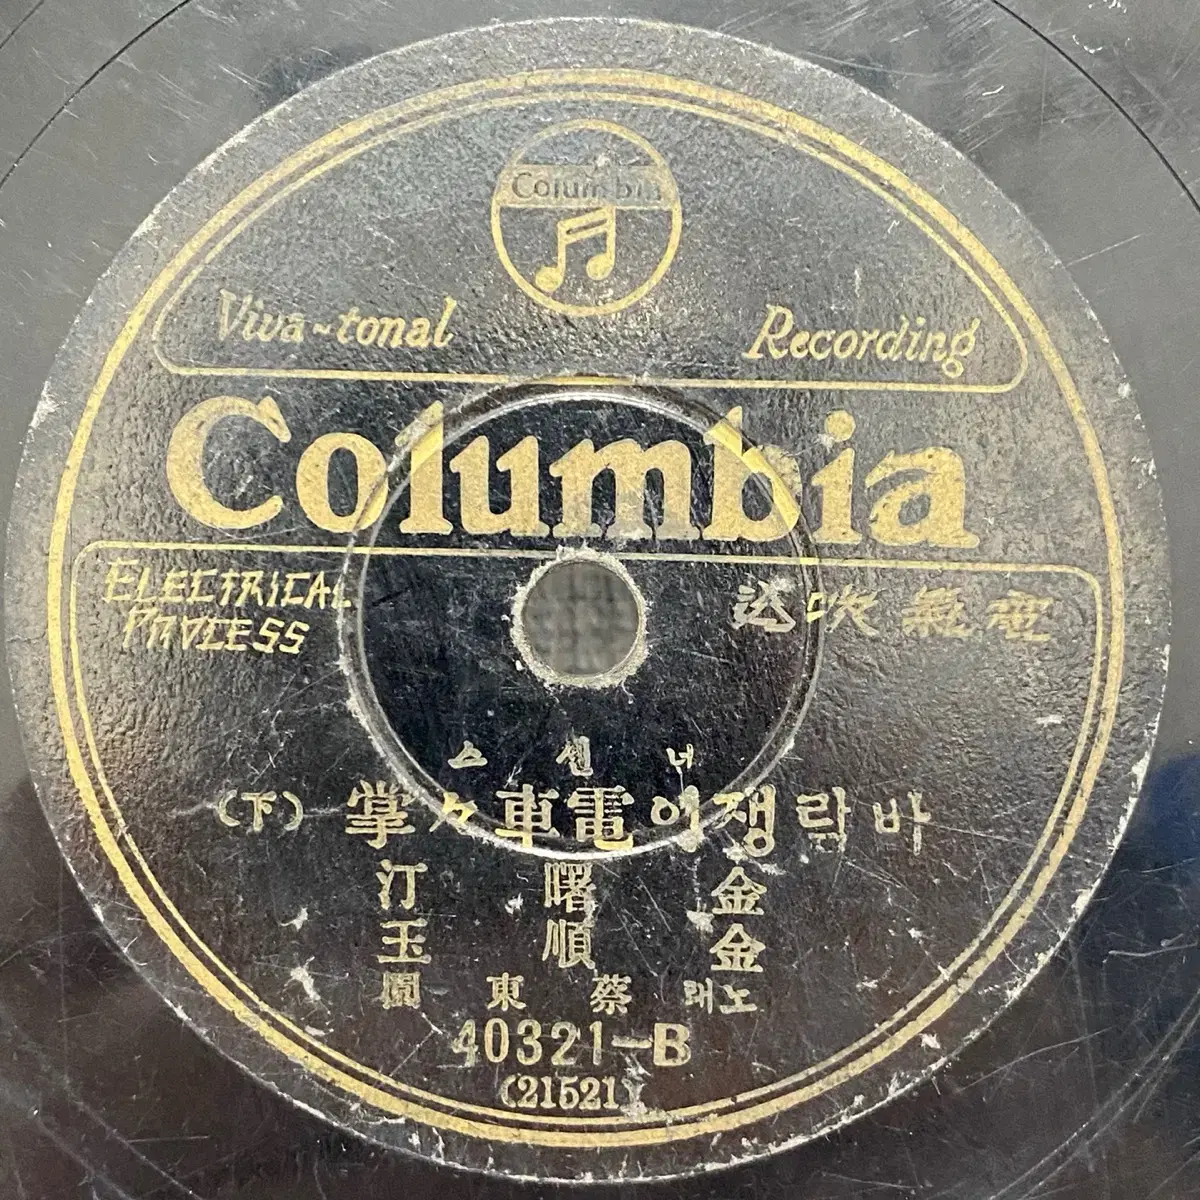 Columbia
Viva-tonal Recording
Columbia
ELECTRICAL
PROCESS
電氣吹込
넌센스
바람쟁이電車々掌(下)
金曙汀
金順玉
노래 蔡東園
40321-B
(21521)